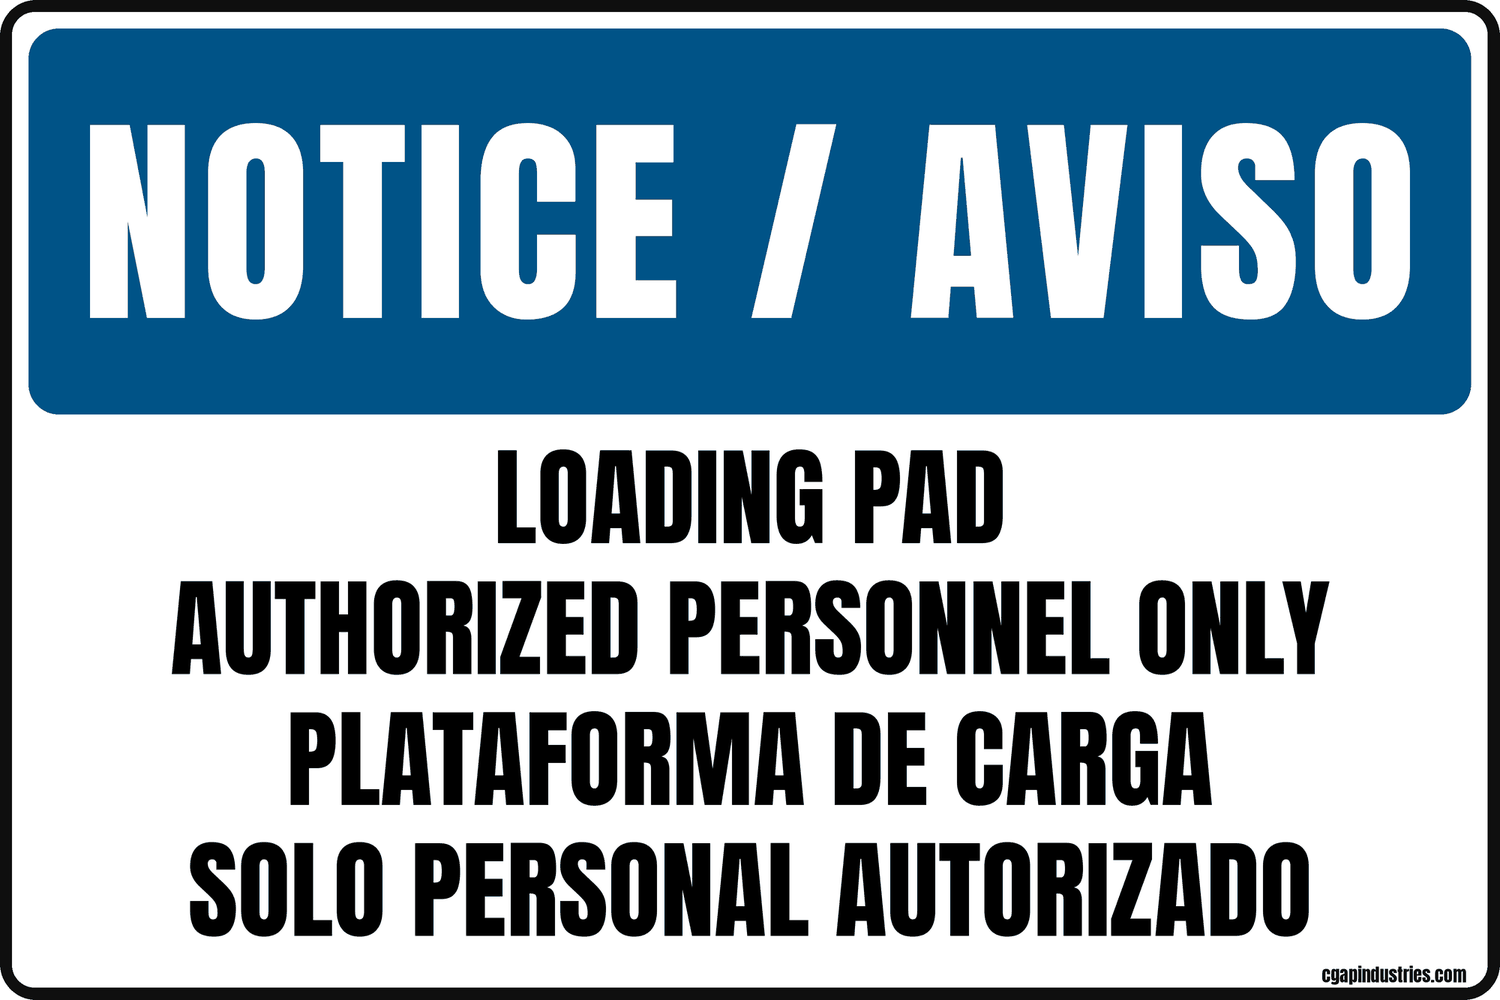 NOTICE / AVISO
LOADING PAD
AUTHORIZED PERSONNEL ONLY
PLATAFORMA DE CARGA
SOLO PERSONAL AUTORIZADO
cgapindustries.com